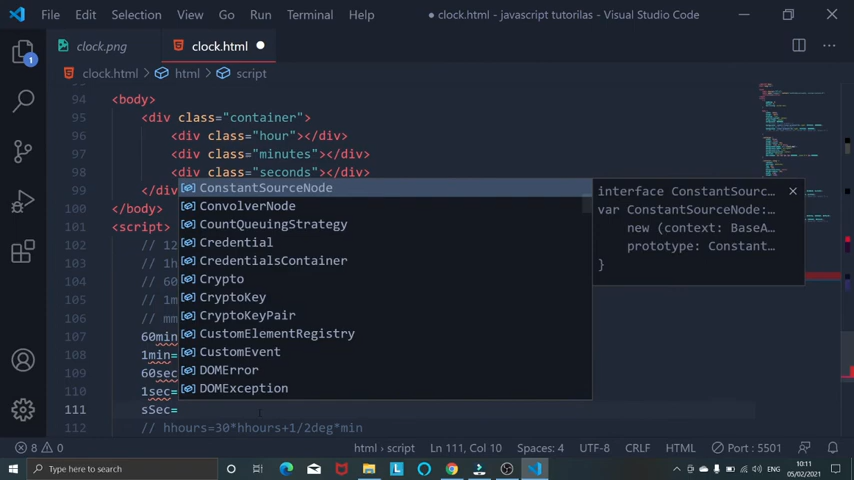 File Edit Selection View Go Run Terminal Help ● clock.html - javascript tutorilas - Visual Studio Code
1
clock.png clock.html ●
clock.html > html > script
94 <body>
95 <div class="container">
96 <div class="hour"></div>
97 <div class="minutes"></div>
98 <div class="seconds"></div>
99 </div
100 </body>
101 <script>
102 // 12
103 // 1h
104 // 60
105 // 1m
106 // mm
107 60min
108 1min=
109 60sec
110 1sec=
111 sSec=
112 // hhours=30*hhours+1/2deg*min
ConstantSourceNode
ConvolverNode
CountQueuingStrategy
Credential
CredentialsContainer
Crypto
CryptoKey
CryptoKeyPair
CustomElementRegistry
CustomEvent
DOMError
DOMException
interface ConstantSourc…
var ConstantSourceNode:…
new (context: BaseA…
prototype: Constant…
}
8 0 Ln 111, Col 10 Spaces: 4 UTF-8 CRLF HTML Port : 5501
html › script
Type here to search
ENG
10:11
05/02/2021